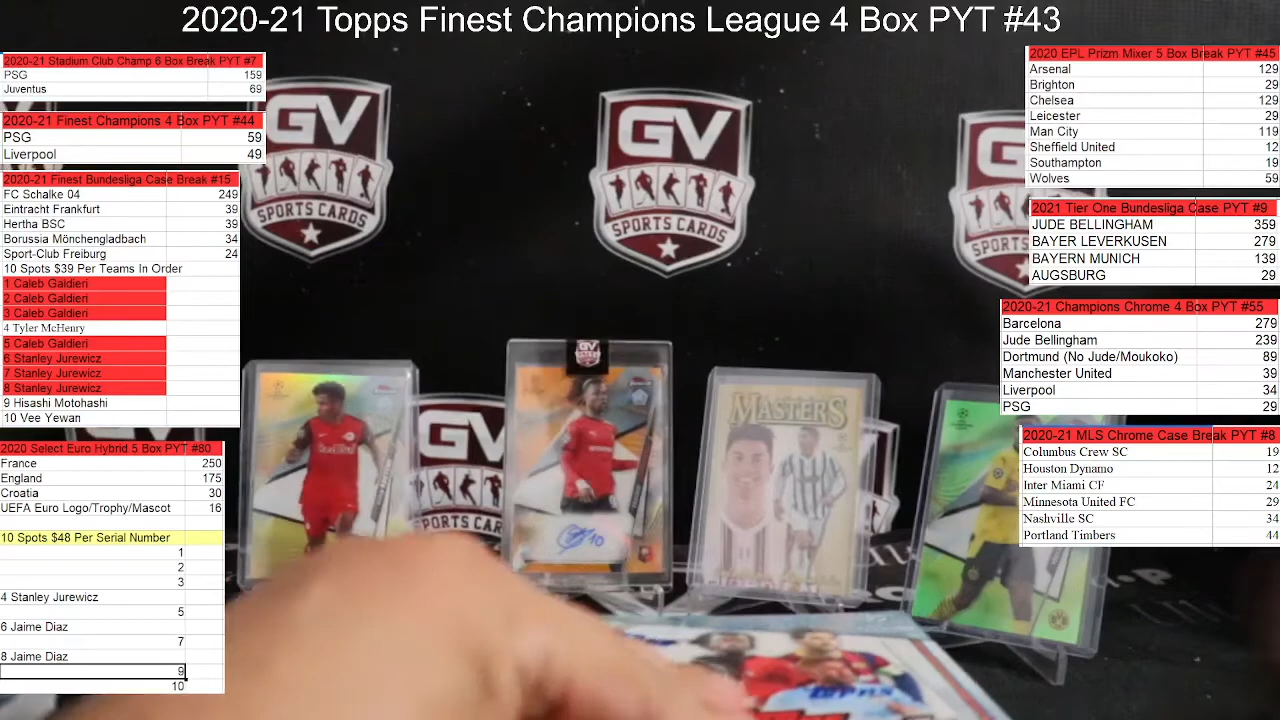 2020-21 Topps Finest Champions League 4 Box PYT #43
2020-21 Stadium Club Champ 6 Box Break PYT #7
PSG 159
Juventus 69
2020-21 Finest Champions 4 Box PYT #44
PSG 59
Liverpool 49
2020-21 Finest Bundesliga Case Break #15
FC Schalke 04 249
Eintracht Frankfurt 39
Hertha BSC 39
Borussia Mönchengladbach 34
Sport-Club Freiburg 24
10 Spots $39 Per Teams In Order
1 Caleb Galdieri
2 Caleb Galdieri
3 Caleb Galdieri
4 Tyler McHenry
5 Caleb Galdieri
6 Stanley Jurewicz
7 Stanley Jurewicz
8 Stanley Jurewicz
9 Hisashi Motohashi
10 Vee Yewan
2020 Select Euro Hybrid 5 Box PYT #80
France 250
England 175
Croatia 30
UEFA Euro Logo/Trophy/Mascot 16
10 Spots $48 Per Serial Number
1
2
3
4 Stanley Jurewicz
5
6 Jaime Diaz
7
8 Jaime Diaz
9
10
GV
SPORTS CARDS
GV
SPORTS CARDS
G
SPORTS
GV
SPORTS CARDS
GV
MASTERS
2020 EPL Prizm Mixer 5 Box Break PYT #45
Arsenal 129
Brighton 29
Chelsea 129
Leicester 29
Man City 119
Sheffield United 12
Southampton 19
Wolves 59
2021 Tier One Bundesliga Case PYT #9
JUDE BELLINGHAM 359
BAYER LEVERKUSEN 279
BAYERN MUNICH 139
AUGSBURG 29
2020-21 Champions Chrome 4 Box PYT #55
Barcelona 279
Jude Bellingham 239
Dortmund (No Jude/Moukoko) 89
Manchester United 39
Liverpool 34
PSG 29
2020-21 MLS Chrome Case Break PYT #8
Columbus Crew SC 19
Houston Dynamo 12
Inter Miami CF 24
Minnesota United FC 29
Nashville SC 34
Portland Timbers 44